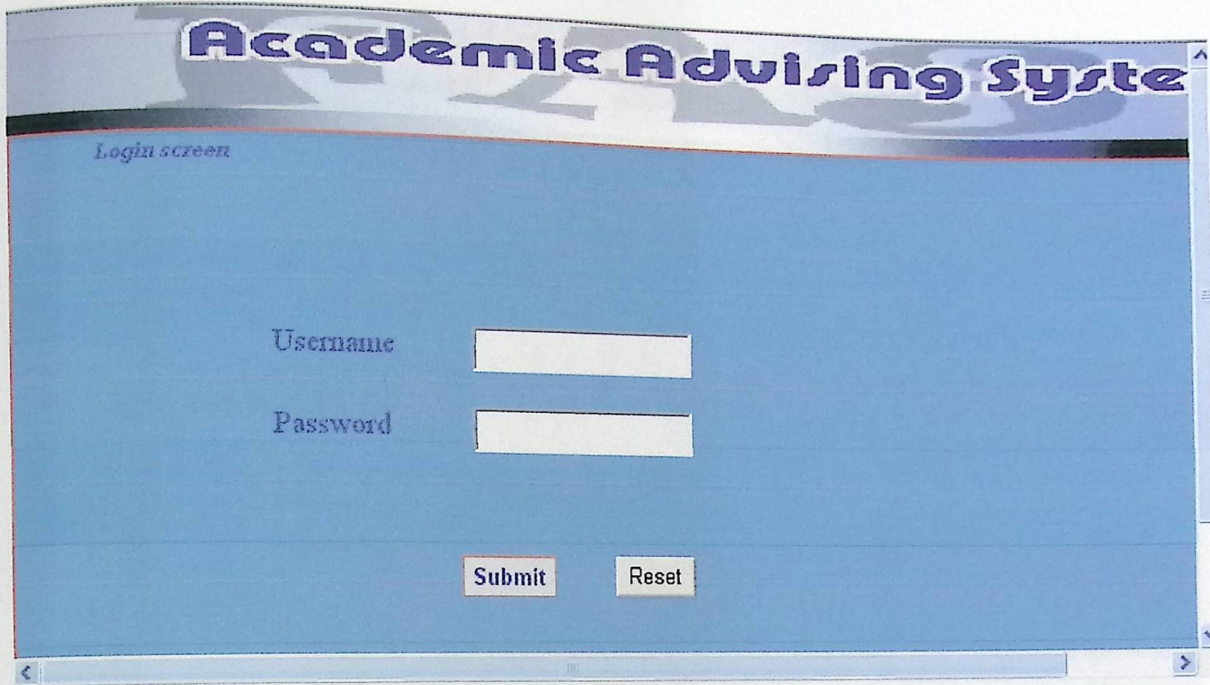 Academic Advising Syste
Login screen
Username
Password
Submit Reset